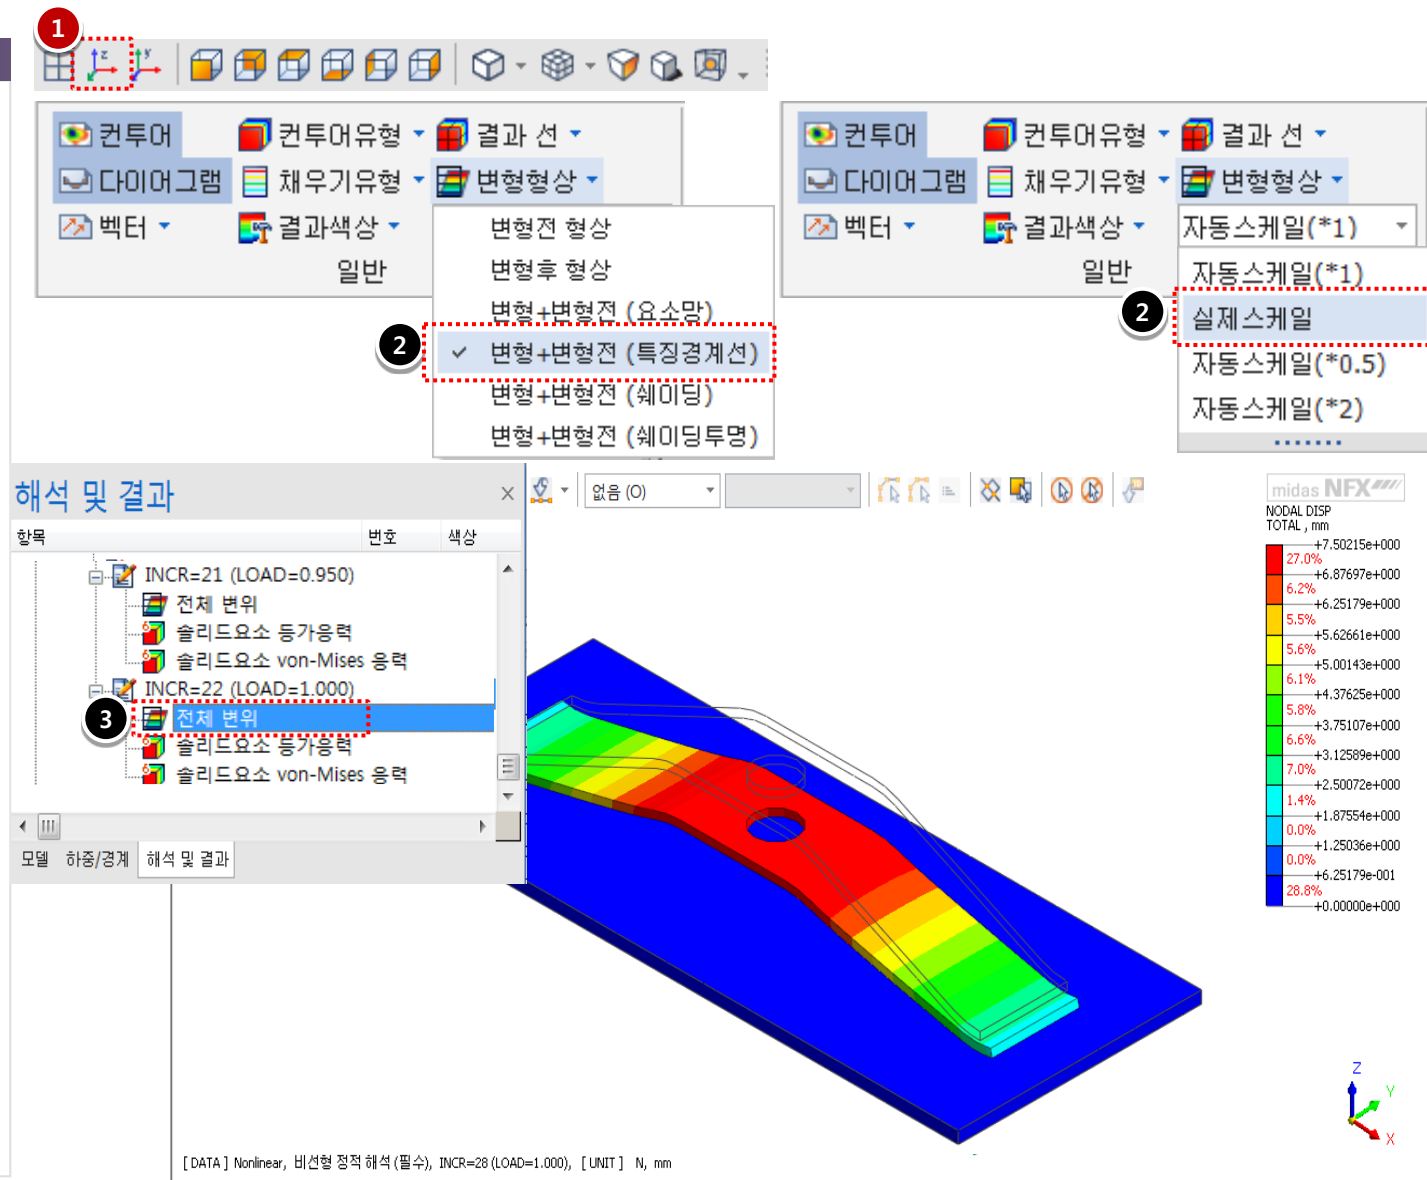 1
z
y
컨투어
컨투어유형
결과 선
다이어그램
채우기유형
변형형상
벡터
결과색상
일반
변형전 형상
변형후 형상
변형+변형전 (요소망)
2
변형+변형전 (특징경계선)
변형+변형전 (쉐이딩)
변형+변형전 (쉐이딩투명)
컨투어
컨투어유형
결과 선
다이어그램
채우기유형
변형형상
벡터
결과색상
자동스케일(*1)
일반
자동스케일(*1)
2
실제스케일
자동스케일(*0.5)
자동스케일(*2)
해석 및 결과
항목
번호
색상
INCR=21 (LOAD=0.950)
전체 변위
솔리드요소 등가응력
솔리드요소 von-Mises 응력
INCR=22 (LOAD=1.000)
3
전체 변위
솔리드요소 등가응력
솔리드요소 von-Mises 응력
모델
하중/경계
해석 및 결과
없음 (O)
midas NFX
NODAL DISP
TOTAL , mm
+7.50215e+000
27.0%
+6.87697e+000
6.2%
+6.25179e+000
5.5%
+5.62661e+000
5.6%
+5.00143e+000
6.1%
+4.37625e+000
5.8%
+3.75107e+000
6.6%
+3.12589e+000
7.0%
+2.50072e+000
1.4%
+1.87554e+000
0.0%
+1.25036e+000
0.0%
+6.25179e-001
28.8%
+0.00000e+000
Z
Y
X
[ DATA ] Nonlinear, 비선형 정적 해석 (필수), INCR=28 (LOAD=1.000), [ UNIT ] N, mm